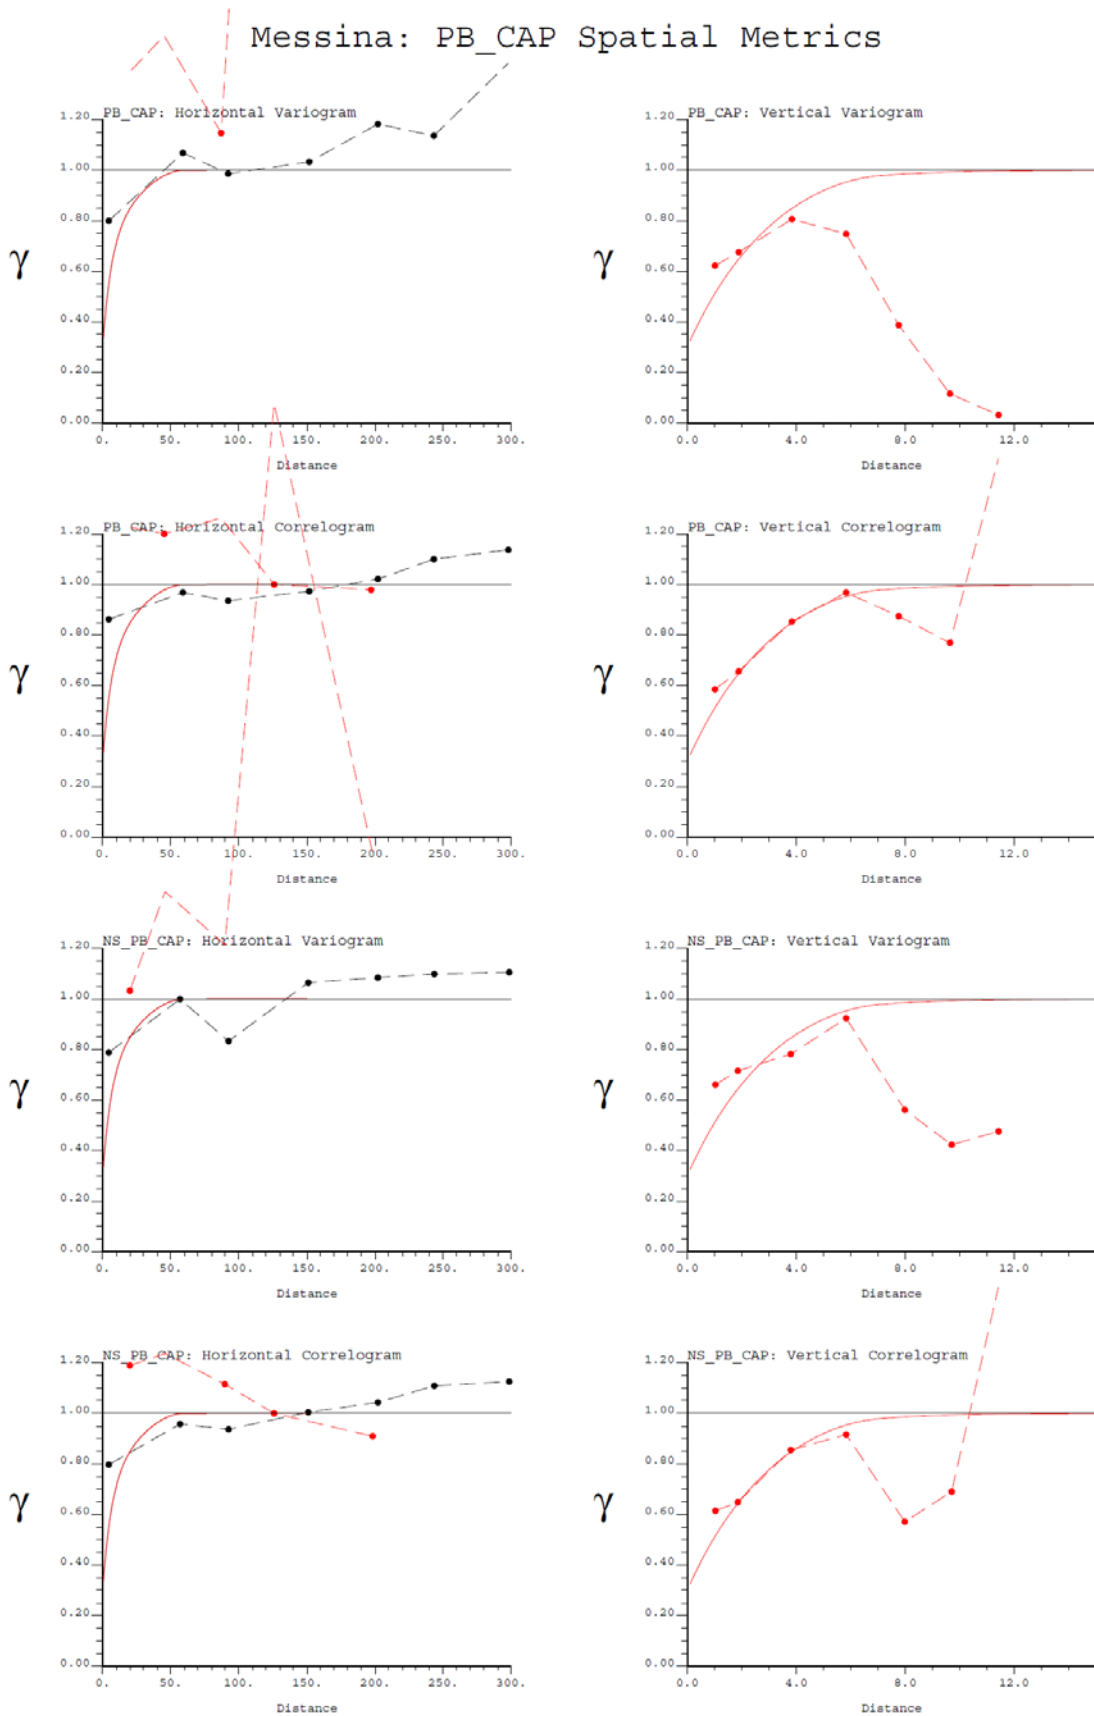 Messina: PB_CAP Spatial Metrics
PB_CAP: Horizontal Variogram
1.20
1.00
0.80
γ
0.60
0.40
0.20
0.00
0. 50. 100. 150. 200. 250. 300.
Distance
PB_CAP: Vertical Variogram
1.20
1.00
0.80
γ
0.60
0.40
0.20
0.00
0.0 4.0 8.0 12.0
Distance
PB_CAP: Horizontal Correlogram
1.20
1.00
0.80
γ
0.60
0.40
0.20
0.00
0. 50. 100. 150. 200. 250. 300.
Distance
PB_CAP: Vertical Correlogram
1.20
1.00
0.80
γ
0.60
0.40
0.20
0.00
0.0 4.0 8.0 12.0
Distance
NS_PB_CAP: Horizontal Variogram
1.20
1.00
0.80
γ
0.60
0.40
0.20
0.00
0. 50. 100. 150. 200. 250. 300.
Distance
NS_PB_CAP: Vertical Variogram
1.20
1.00
0.80
γ
0.60
0.40
0.20
0.00
0.0 4.0 8.0 12.0
Distance
NS_PB_CAP: Horizontal Correlogram
1.20
1.00
0.80
γ
0.60
0.40
0.20
0.00
0. 50. 100. 150. 200. 250. 300.
Distance
NS_PB_CAP: Vertical Correlogram
1.20
1.00
0.80
γ
0.60
0.40
0.20
0.00
0.0 4.0 8.0 12.0
Distance